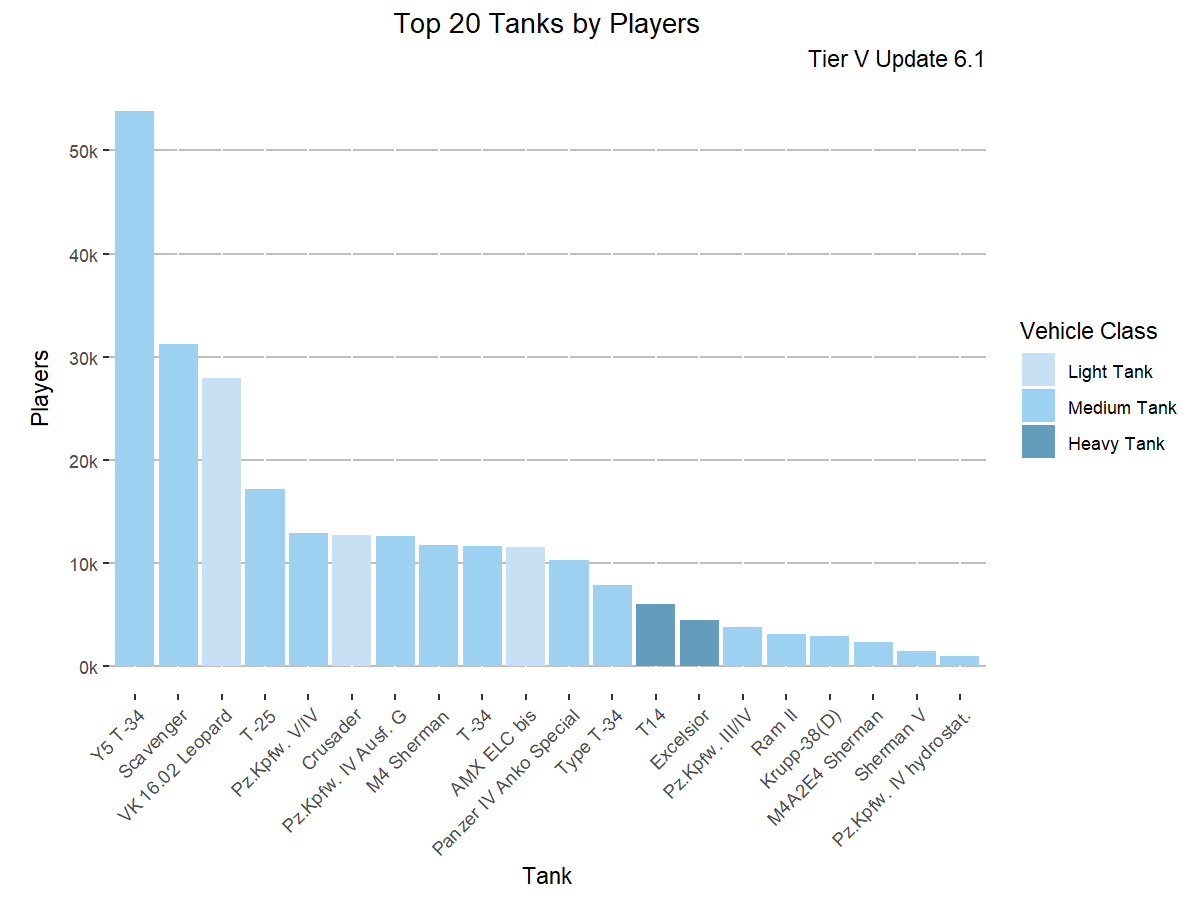 Top 20 Tanks by Players
Tier V Update 6.1
Players
50k
40k
30k
20k
10k
0k
Y5 T-34
Scavenger
VK 16.02 Leopard
T-25
Pz.Kpfw. V/IV
Crusader
Pz.Kpfw. IV Ausf. G
M4 Sherman
T-34
AMX ELC bis
Panzer IV Anko Special
Type T-34
T14
Excelsior
Pz.Kpfw. III/IV
Ram II
Krupp-38(D)
M4A2E4 Sherman
Sherman V
Pz.Kpfw. IV hydrostat.
Tank
Vehicle Class
Light Tank
Medium Tank
Heavy Tank